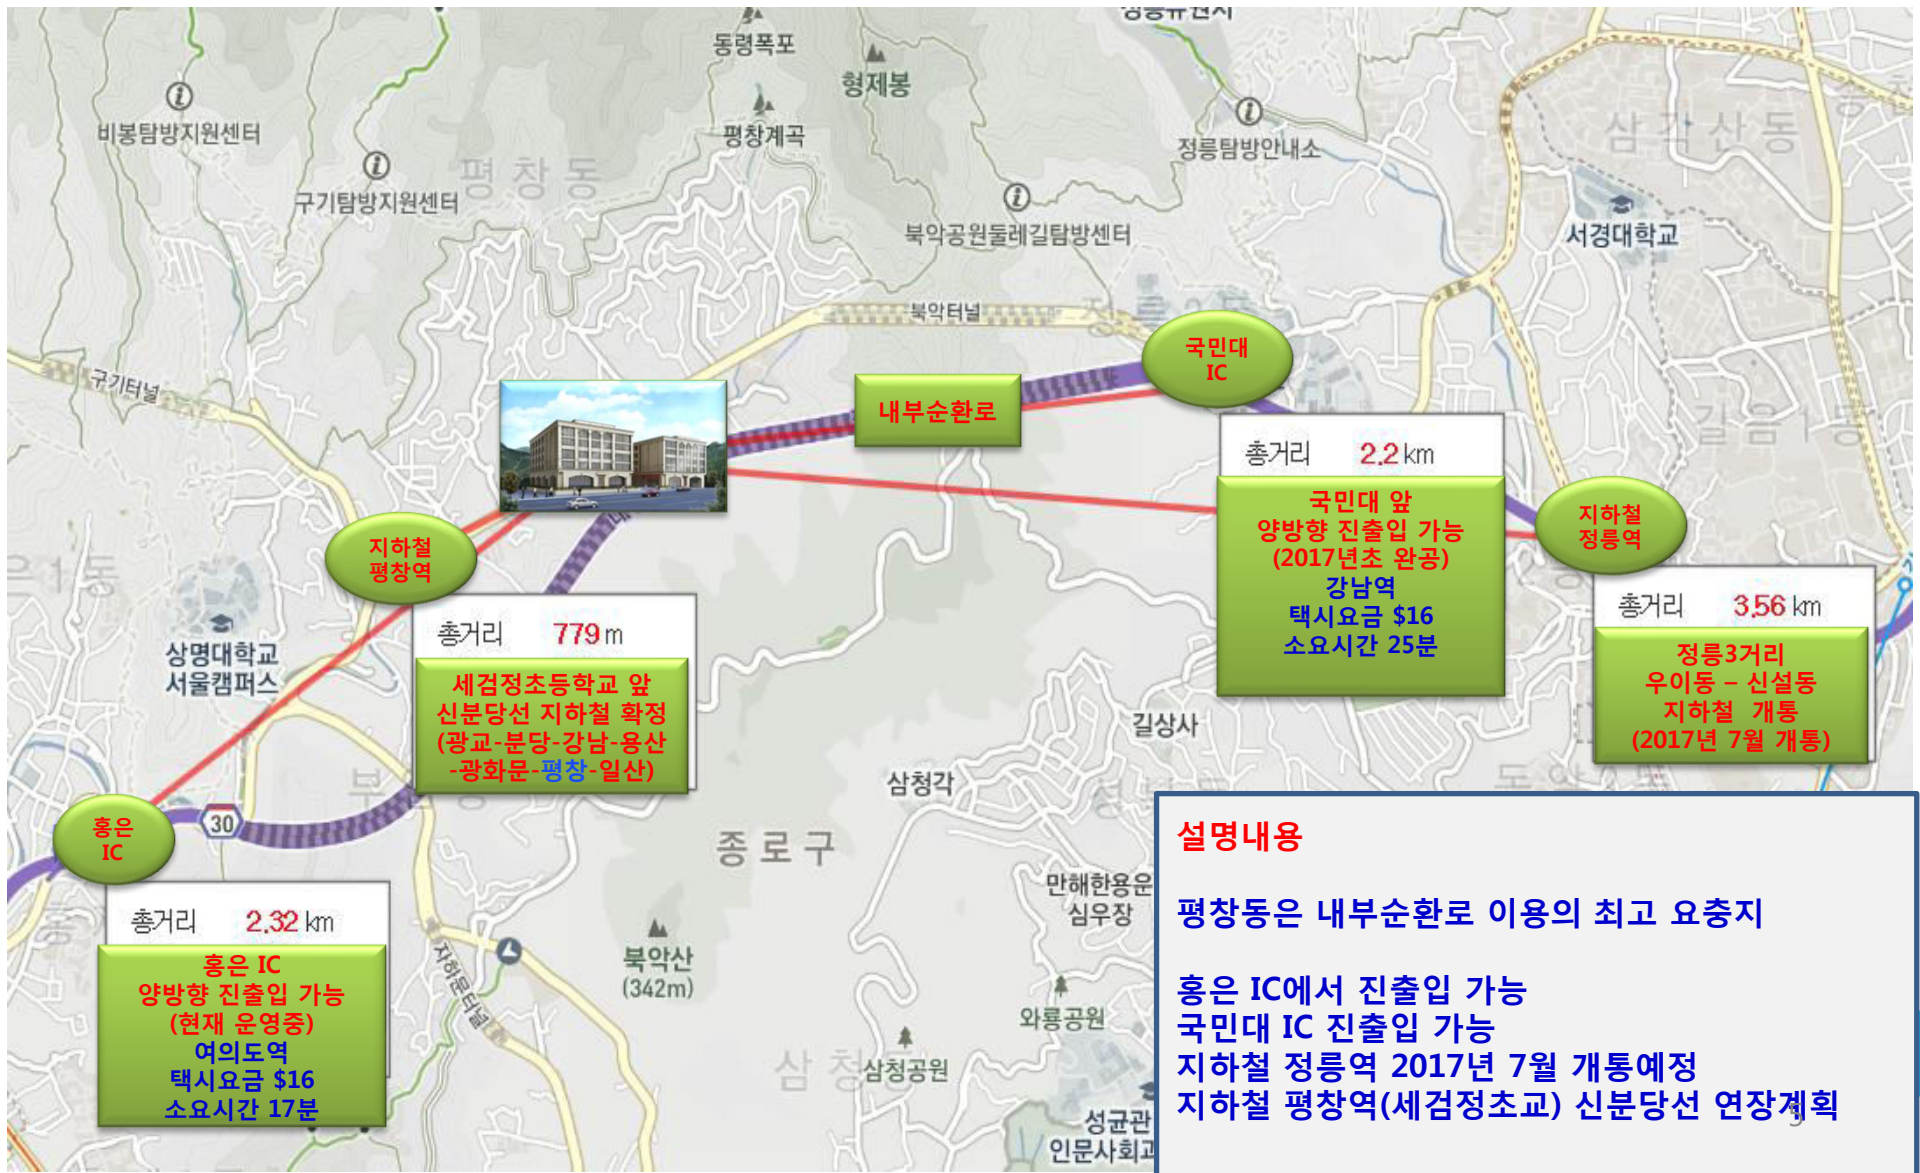 동령폭포
형제봉
비봉탐방지원센터
평창계곡
정릉탐방안내소
삼각산동
구기탐방지원센터
평창동
북악공원둘레길탐방센터
서경대학교
북악터널
구기터널
국민대
IC
내부순환로
총거리 2.2 km
국민대 앞
양방향 진출입 가능
(2017년초 완공)
강남역
택시요금 $16
소요시간 25분
길음1동
지하철
정릉역
지하철
평창역
총거리 3.56 km
정릉3거리
우이동 – 신설동
지하철 개통
(2017년 7월 개통)
총거리 779 m
세검정초등학교 앞
신분당선 지하철 확정
(광교-분당-강남-용산
-광화문-평창-일산)
상명대학교
서울캠퍼스
길상사
삼청각
홍은
IC
30
종로구
총거리 2.32 km
홍은 IC
양방향 진출입 가능
(현재 운영중)
여의도역
택시요금 $16
소요시간 17분
자하문터널
북악산
(342m)
만해한용운
심우장
와룡공원
삼청
삼청공원
성균관
인문사회과
설명내용
평창동은 내부순환로 이용의 최고 요충지
홍은 IC에서 진출입 가능
국민대 IC 진출입 가능
지하철 정릉역 2017년 7월 개통예정
지하철 평창역(세검정초교) 신분당선 연장계획
5